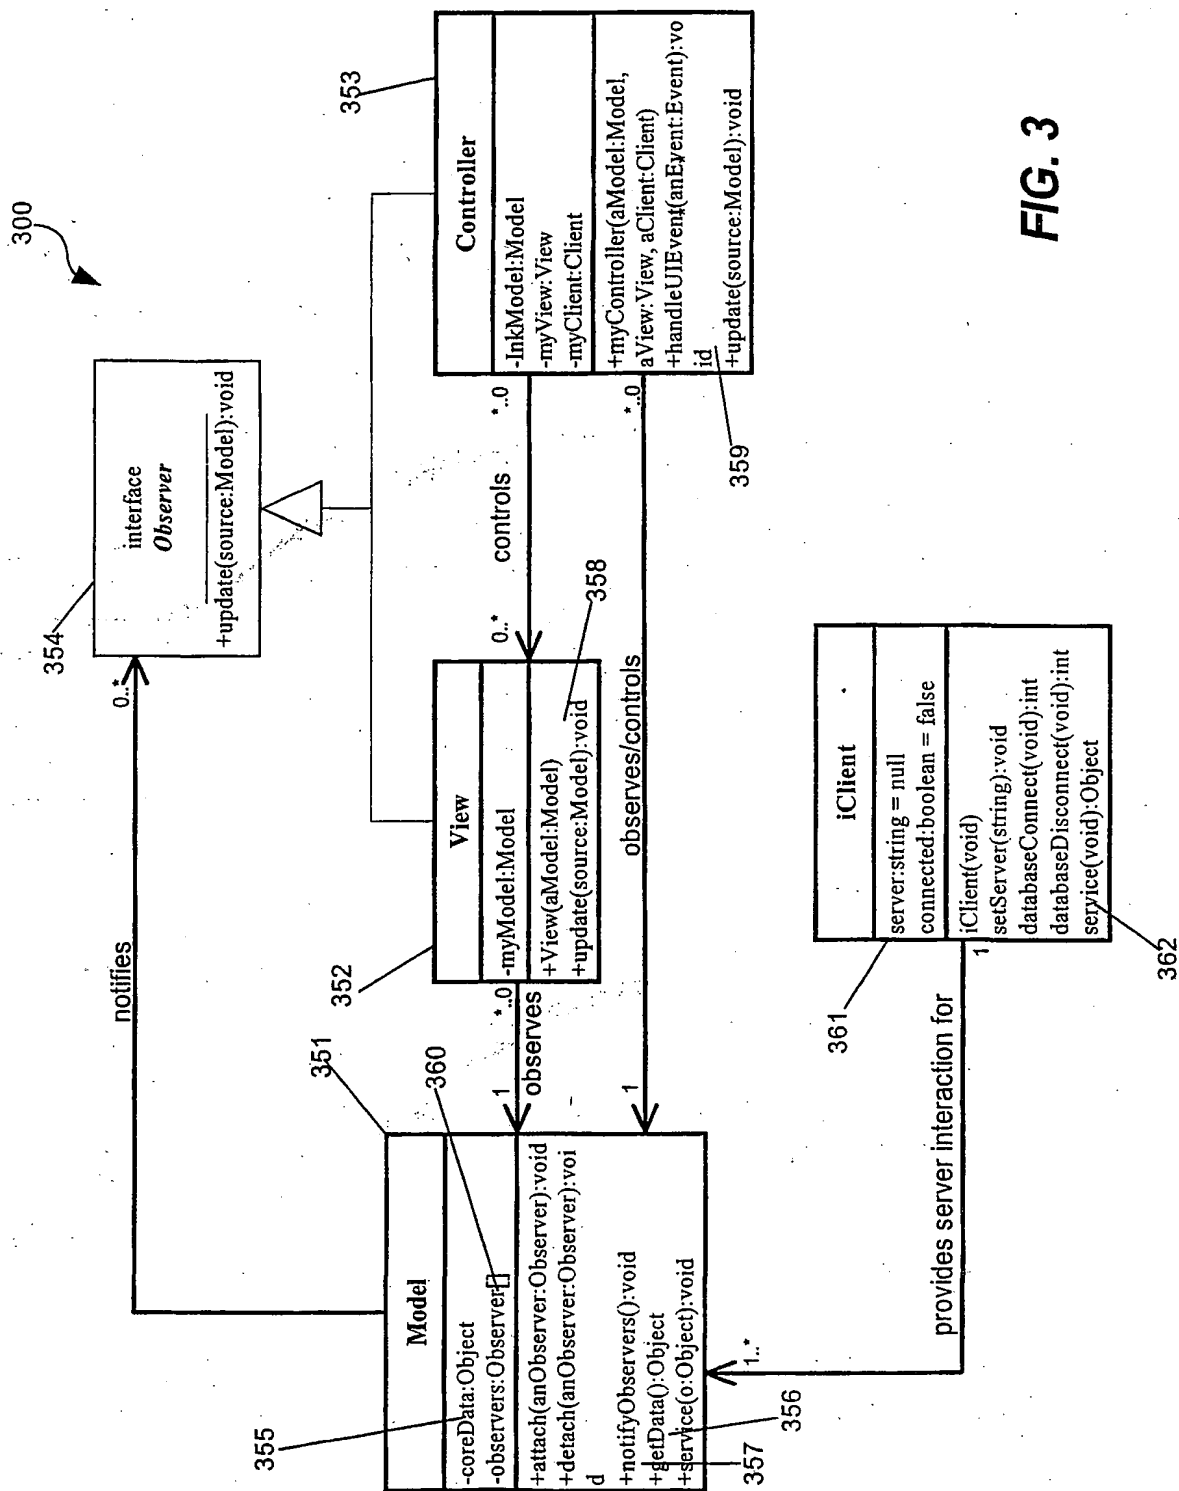 300
354
interface
Observer
+update(source:Model):void
0..*
notifies
353
Controller
-InkModel:Model
-myView:View
-myClient:Client
+myController(aModel:Model,
aView:View, aClient:Client)
+handleUIEvent(anEvent:Event):vo
id
+update(source:Model):void
359
*..0
controls
0..*
*..0
observes/controls
1
352
View
-myModel:Model
+View(aModel:Model)
+update(source:Model):void
358
*..0
observes
1
351
360
Model
-coreData:Object
-observers:Observer[]
+attach(anObserver:Observer):void
+detach(anObserver:Observer):voi
d
+notifyObservers():void
+getData():Object
+service(o:Object):void
355
357
356
1..*
provides server interaction for
1
361
iClient
server:string = null
connected:boolean = false
iClient(void)
setServer(string):void
databaseConnect(void):int
databaseDisconnect(void):int
service(void):Object
362
FIG. 3